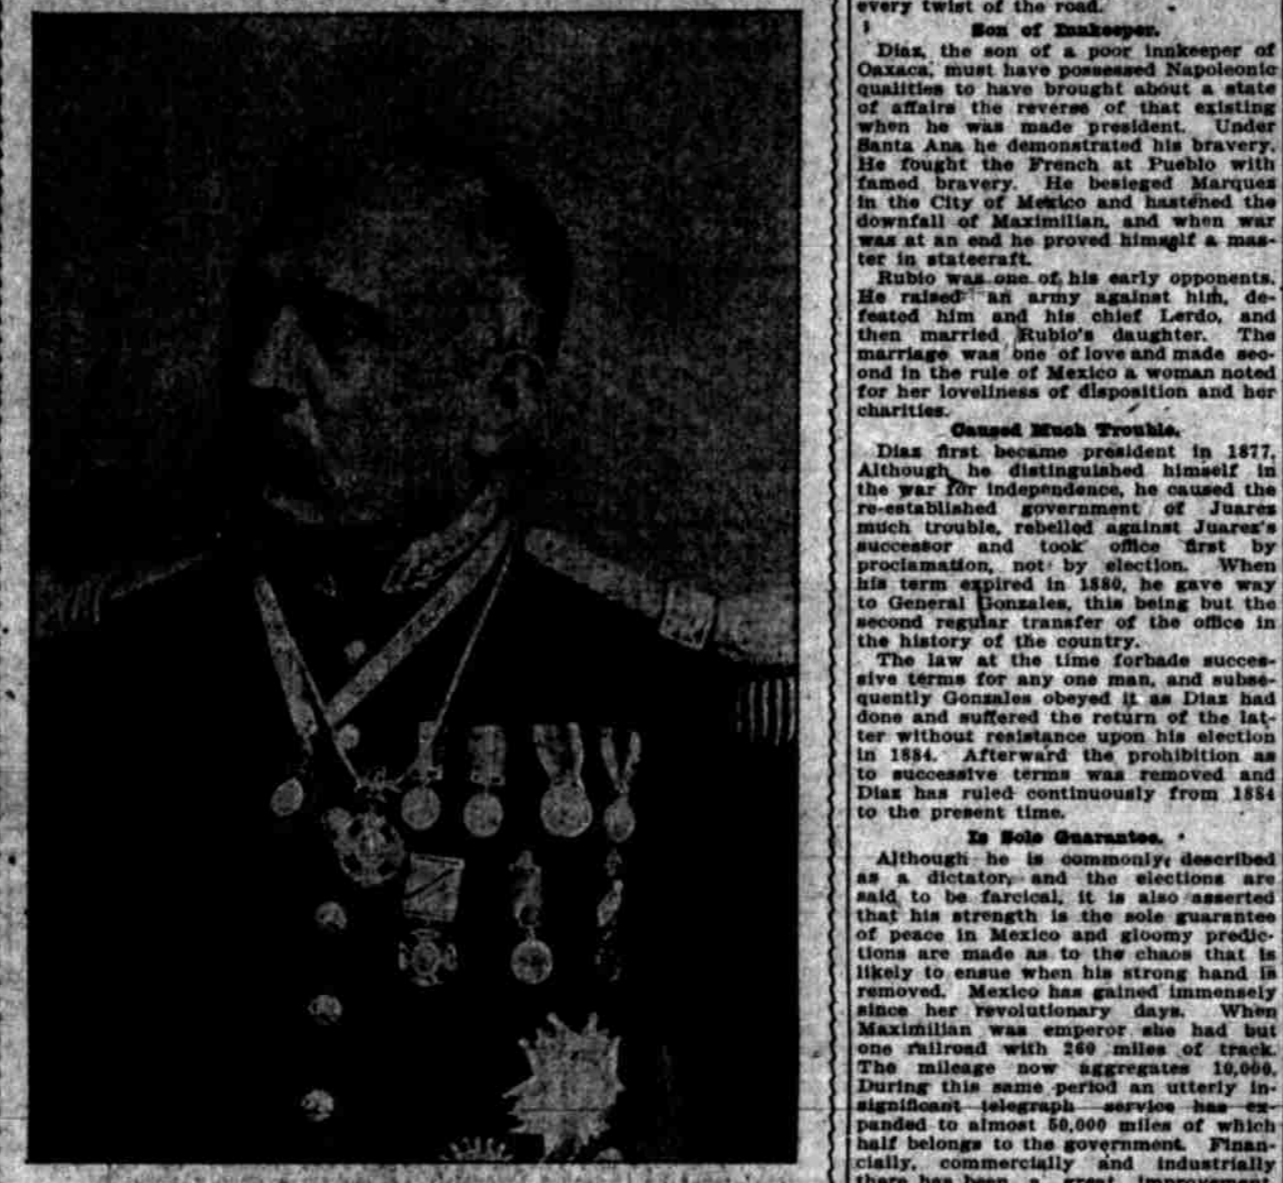 every twist of the road.
Son of Innkeeper.
Diaz, the son of a poor innkeeper of
Oaxaca, must have possessed Napoleonic
qualities to have brought about a state
of affairs the reverse of that existing
when he was made president. Under
Santa Ana he demonstrated his bravery.
He fought the French at Pueblo with
famed bravery. He besieged Marques
in the City of Mexico and hastened the
downfall of Maximilian, and when war
was at an end he proved himself a mas-
ter in statecraft.
Rubio was one of his early opponents.
He raised an army against him, de-
feated him and his chief Lerdo, and
then married Rubio's daughter. The
marriage was one of love and made sec-
ond in the rule of Mexico a woman noted
for her loveliness of disposition and her
charities.
Caused Much Trouble.
Diaz first became president in 1877.
Although he distinguished himself in
the war for independence, he caused the
re-established government of Juarez
much trouble, rebelled against Juarez's
successor and took office first by
proclamation, not by election. When
his term expired in 1880, he gave way
to General Gonzales, this being but the
second regular transfer of the office in
the history of the country.
The law at the time forbade succes-
sive terms for any one man, and subse-
quently Gonzales obeyed it as Diaz had
done and suffered the return of the lat-
ter without resistance upon his election
in 1884. Afterward the prohibition as
to successive terms was removed and
Diaz has ruled continuously from 1884
to the present time.
Is Sole Guarantee.
Although he is commonly described
as a dictator, and the elections are
said to be farcical, it is also asserted
that his strength is the sole guarantee
of peace in Mexico and gloomy predic-
tions are made as to the chaos that is
likely to ensue when his strong hand is
removed. Mexico has gained immensely
since her revolutionary days. When
Maximilian was emperor she had but
one railroad with 260 miles of track.
The mileage now aggregates 10,000.
During this same period an utterly in-
significant telegraph service has ex-
panded to almost 50,000 miles of which
half belongs to the government. Finan-
cially, commercially and industrially
there has been a great improvement